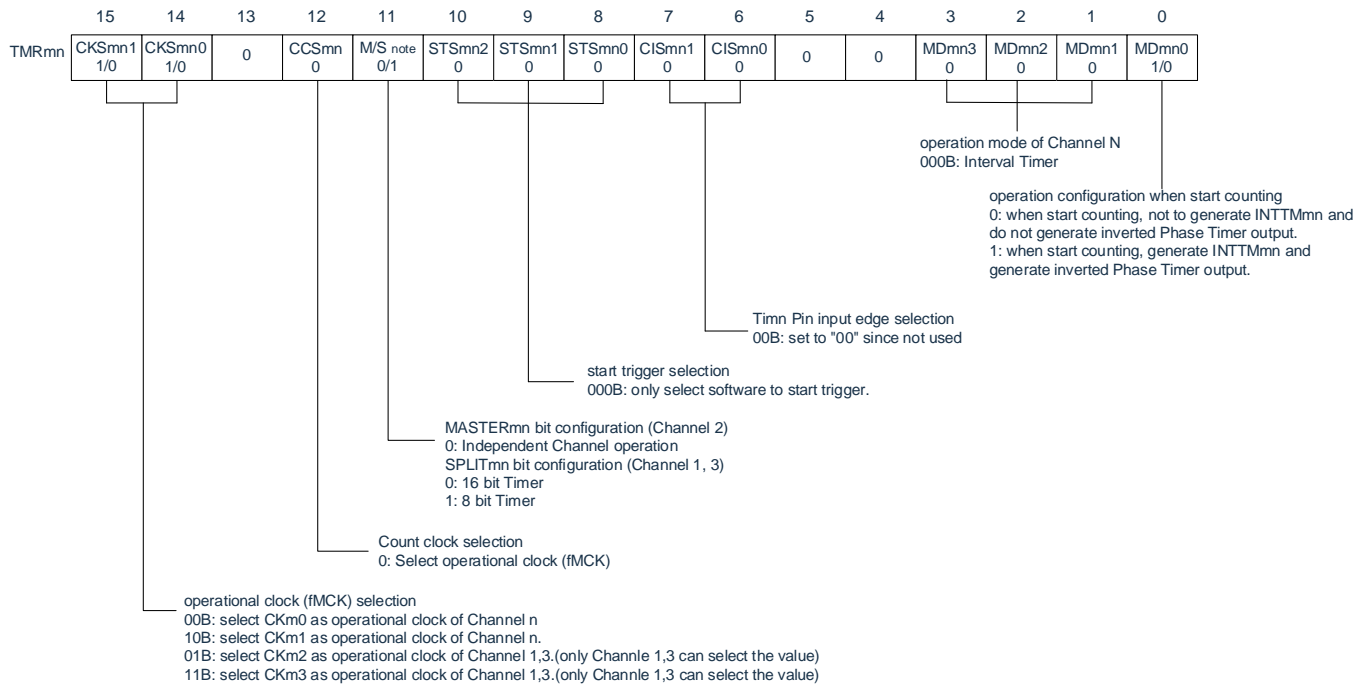 15 14 13 12 11 10 9 8 7 6 5 4 3 2 1 0
TMRmn CKSmn1 CKSmn0 0 CCSmn M/S note STSmn2 STSmn1 STSmn0 CISmn1 CISmn0 0 0 MDmn3 MDmn2 MDmn1 MDmn0
1/0 1/0 0 0/1 0 0 0 0 0 0 0 0 1/0
operation mode of Channel N
000B: Interval Timer
operation configuration when start counting
0: when start counting, not to generate INTTMmn and
do not generate inverted Phase Timer output.
1: when start counting, generate INTTMmn and
generate inverted Phase Timer output.
TImn Pin input edge selection
00B: set to "00" since not used
start trigger selection
000B: only select software to start trigger.
MASTERmn bit configuration (Channel 2)
0: Independent Channel operation
SPLITmn bit configuration (Channel 1, 3)
0: 16 bit Timer
1: 8 bit Timer
Count clock selection
0: Select operational clock (fMCK)
operational clock (fMCK) selection
00B: select CKm0 as operational clock of Channel n
10B: select CKm1 as operational clock of Channel n.
01B: select CKm2 as operational clock of Channel 1,3.(only Channle 1,3 can select the value)
11B: select CKm3 as operational clock of Channel 1,3.(only Channle 1,3 can select the value)